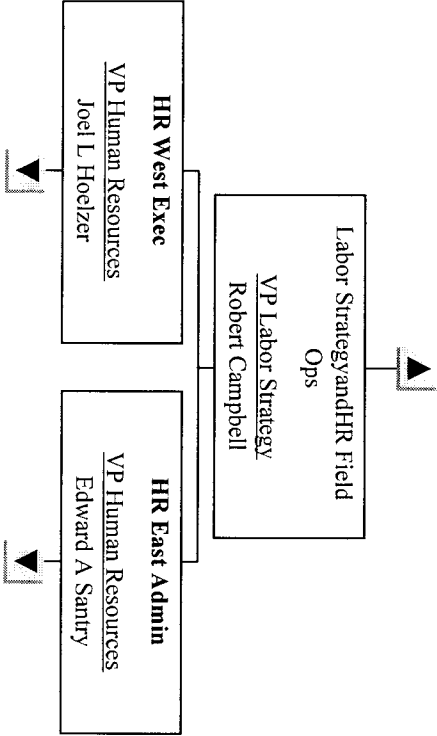 Labor StrategyandHR Field
Ops
VP Labor Strategy
Robert Campbell
HR West Exec
VP Human Resources
Joel L Hoelzer
HR East Admin
VP Human Resources
Edward A Santry